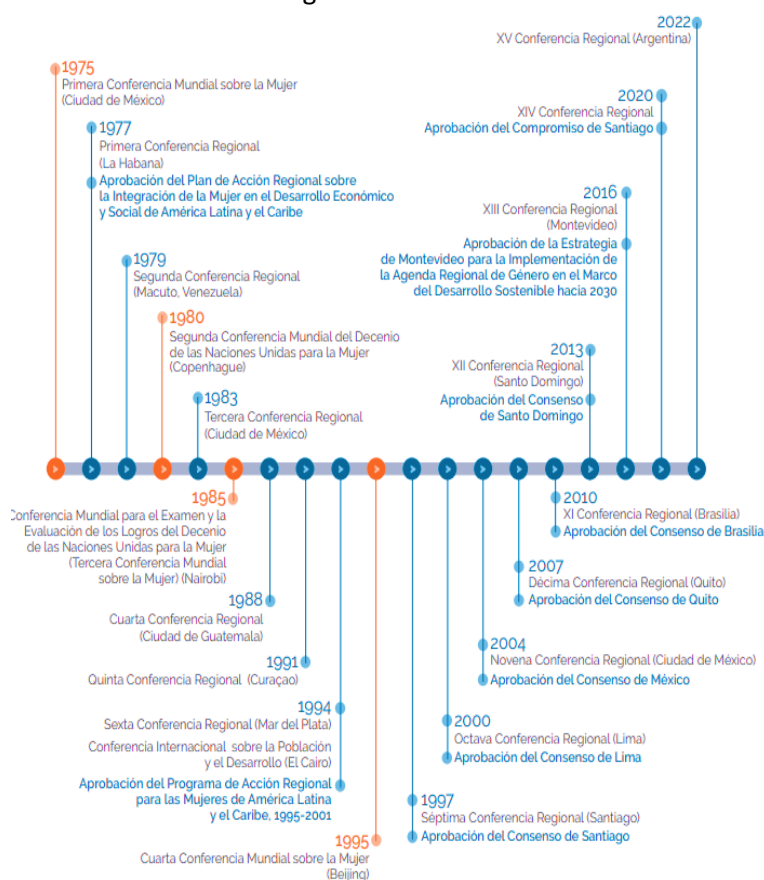 1975
Primera Conferencia Mundial sobre la Mujer
(Ciudad de México)
1977
Primera Conferencia Regional
(La Habana)
Aprobación del Plan de Acción Regional sobre
la Integración de la Mujer en el Desarrollo Económico
y Social de América Latina y el Caribe
1979
Segunda Conferencia Regional
(Macuto, Venezuela)
1980
Segunda Conferencia Mundial del Decenio
de las Naciones Unidas para la Mujer
(Copenhague)
1983
Tercera Conferencia Regional
(Ciudad de México)
1985
Conferencia Mundial para el Examen y la
Evaluación de los Logros del Decenio
de las Naciones Unidas para la Mujer
(Tercera Conferencia Mundial
sobre la Mujer) (Nairobi)
1988
Cuarta Conferencia Regional
(Ciudad de Guatemala)
1991
Quinta Conferencia Regional (Curaçao)
1994
Sexta Conferencia Regional (Mar del Plata)
Conferencia Internacional sobre la Población
y el Desarrollo (El Cairo)
Aprobación del Programa de Acción Regional
para las Mujeres de América Latina
y el Caribe, 1995-2001
1995
Cuarta Conferencia Mundial sobre la Mujer
(Beijing)
1997
Séptima Conferencia Regional (Santiago)
Aprobación del Consenso de Santiago
2000
Octava Conferencia Regional (Lima)
Aprobación del Consenso de Lima
2004
Novena Conferencia Regional (Ciudad de México)
Aprobación del Consenso de México
2007
Décima Conferencia Regional (Quito)
Aprobación del Consenso de Quito
2010
XI Conferencia Regional (Brasilia)
Aprobación del Consenso de Brasilia
2013
XII Conferencia Regional
(Santo Domingo)
Aprobación del Consenso
de Santo Domingo
2016
XIII Conferencia Regional
(Montevideo)
Aprobación de la Estrategia
de Montevideo para la Implementación de
la Agenda Regional de Género en el Marco
del Desarrollo Sostenible hacia 2030
2020
XIV Conferencia Regional
Aprobación del Compromiso de Santiago
2022
XV Conferencia Regional (Argentina)